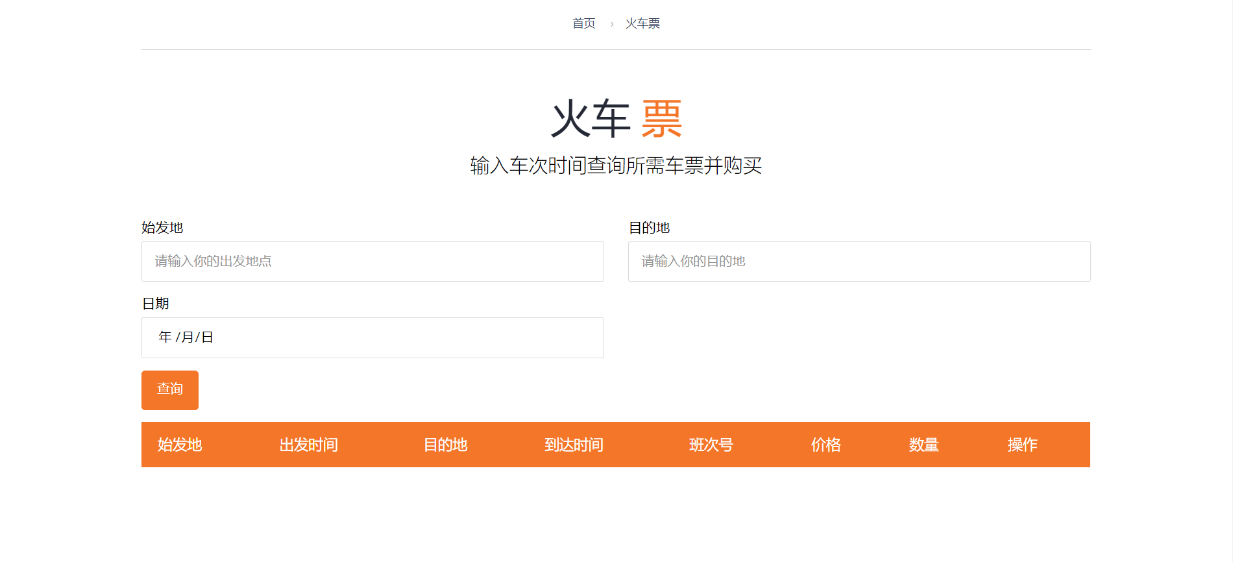 首页 › 火车票
火车 票
输入车次时间查询所需车票并购买
始发地 目的地
请输入你的出发地点 请输入你的目的地
日期
年 /月/日
查询
始发地 出发时间 目的地 到达时间 班次号 价格 数量 操作